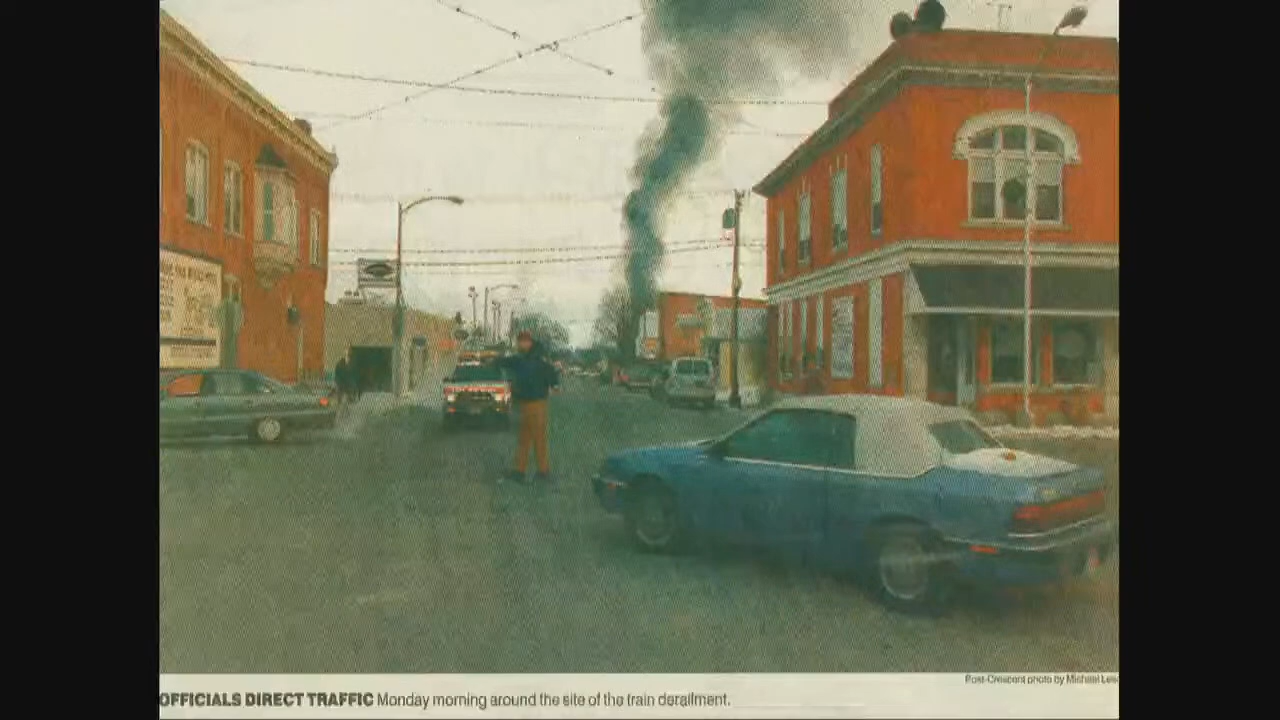 Post-Crescent photo by Michael
OFFICIALS DIRECT TRAFFIC Monday morning around the site of the train derailment.